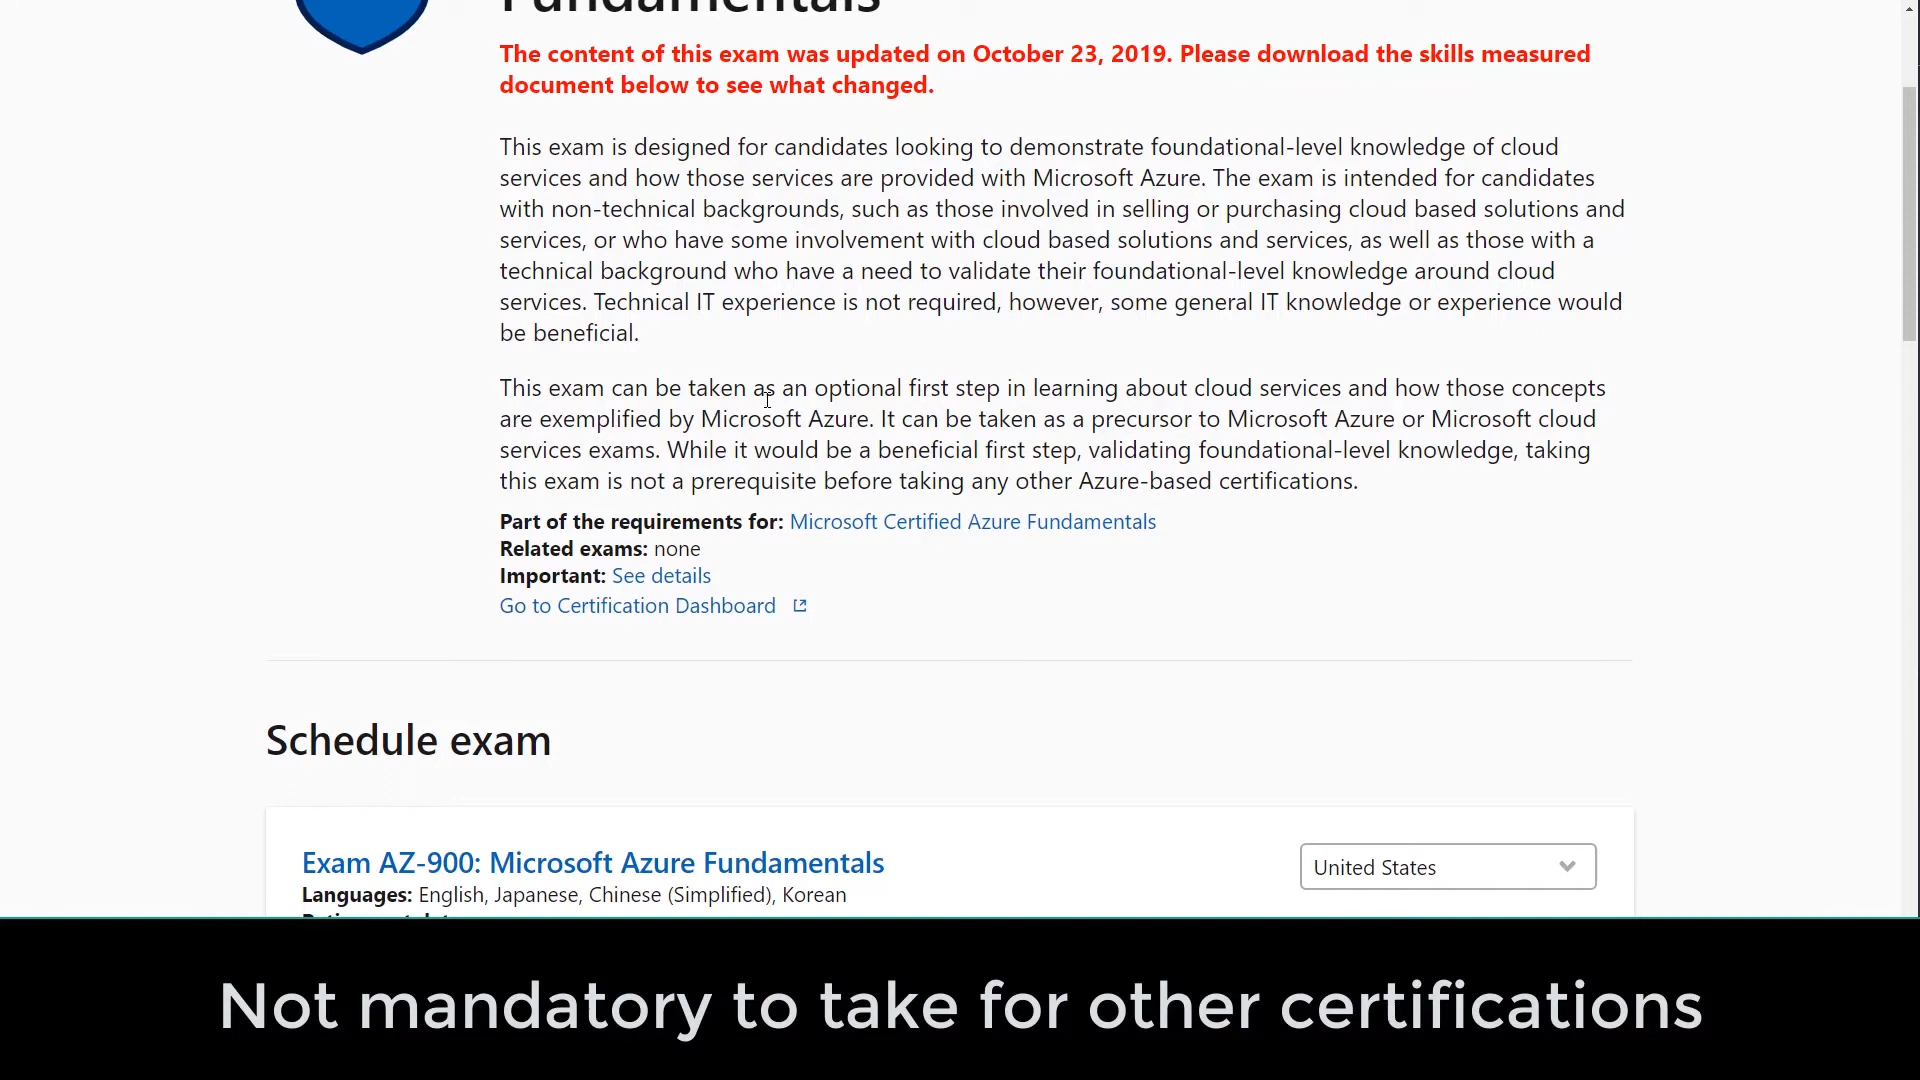 Fundamentals
The content of this exam was updated on October 23, 2019. Please download the skills measured
document below to see what changed.
This exam is designed for candidates looking to demonstrate foundational-level knowledge of cloud
services and how those services are provided with Microsoft Azure. The exam is intended for candidates
with non-technical backgrounds, such as those involved in selling or purchasing cloud based solutions and
services, or who have some involvement with cloud based solutions and services, as well as those with a
technical background who have a need to validate their foundational-level knowledge around cloud
services. Technical IT experience is not required, however, some general IT knowledge or experience would
be beneficial.
This exam can be taken as an optional first step in learning about cloud services and how those concepts
are exemplified by Microsoft Azure. It can be taken as a precursor to Microsoft Azure or Microsoft cloud
services exams. While it would be a beneficial first step, validating foundational-level knowledge, taking
this exam is not a prerequisite before taking any other Azure-based certifications.
Part of the requirements for: Microsoft Certified Azure Fundamentals
Related exams: none
Important: See details
Go to Certification Dashboard
Schedule exam
Exam AZ-900: Microsoft Azure Fundamentals
United States
Languages: English, Japanese, Chinese (Simplified), Korean
Not mandatory to take for other certifications